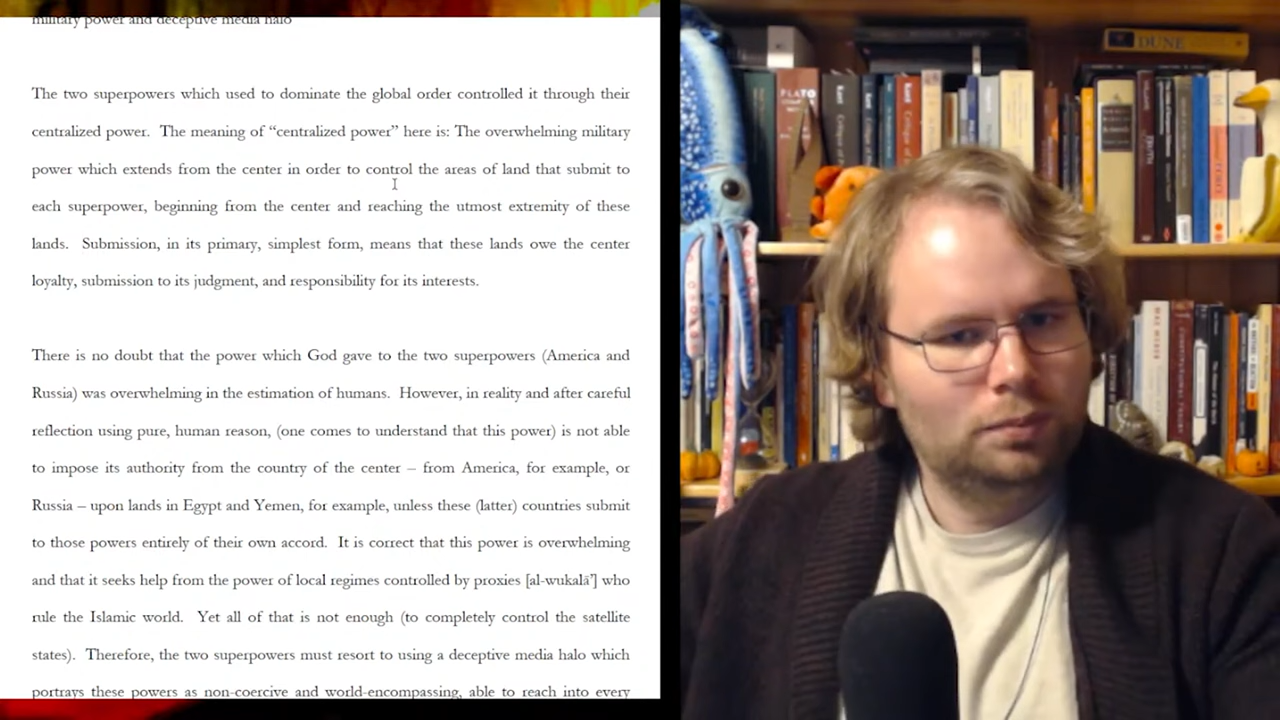 military power and deceptive media halo
The two superpowers which used to dominate the global order controlled it through their
centralized power.  The meaning of “centralized power” here is: The overwhelming military
power which extends from the center in order to control the areas of land that submit to
each superpower, beginning from the center and reaching the utmost extremity of these
lands.  Submission, in its primary, simplest form, means that these lands owe the center
loyalty, submission to its judgment, and responsibility for its interests.
There is no doubt that the power which God gave to the two superpowers (America and
Russia) was overwhelming in the estimation of humans.  However, in reality and after careful
reflection using pure, human reason, (one comes to understand that this power) is not able
to impose its authority from the country of the center – from America, for example, or
Russia – upon lands in Egypt and Yemen, for example, unless these (latter) countries submit
to those powers entirely of their own accord.  It is correct that this power is overwhelming
and that it seeks help from the power of local regimes controlled by proxies [al-wukalā’] who
rule the Islamic world.  Yet all of that is not enough (to completely control the satellite
states).  Therefore, the two superpowers must resort to using a deceptive media halo which
portrays these powers as non-coercive and world-encompassing, able to reach into every
DUNE
PLATO
Kant
Kant
Kant